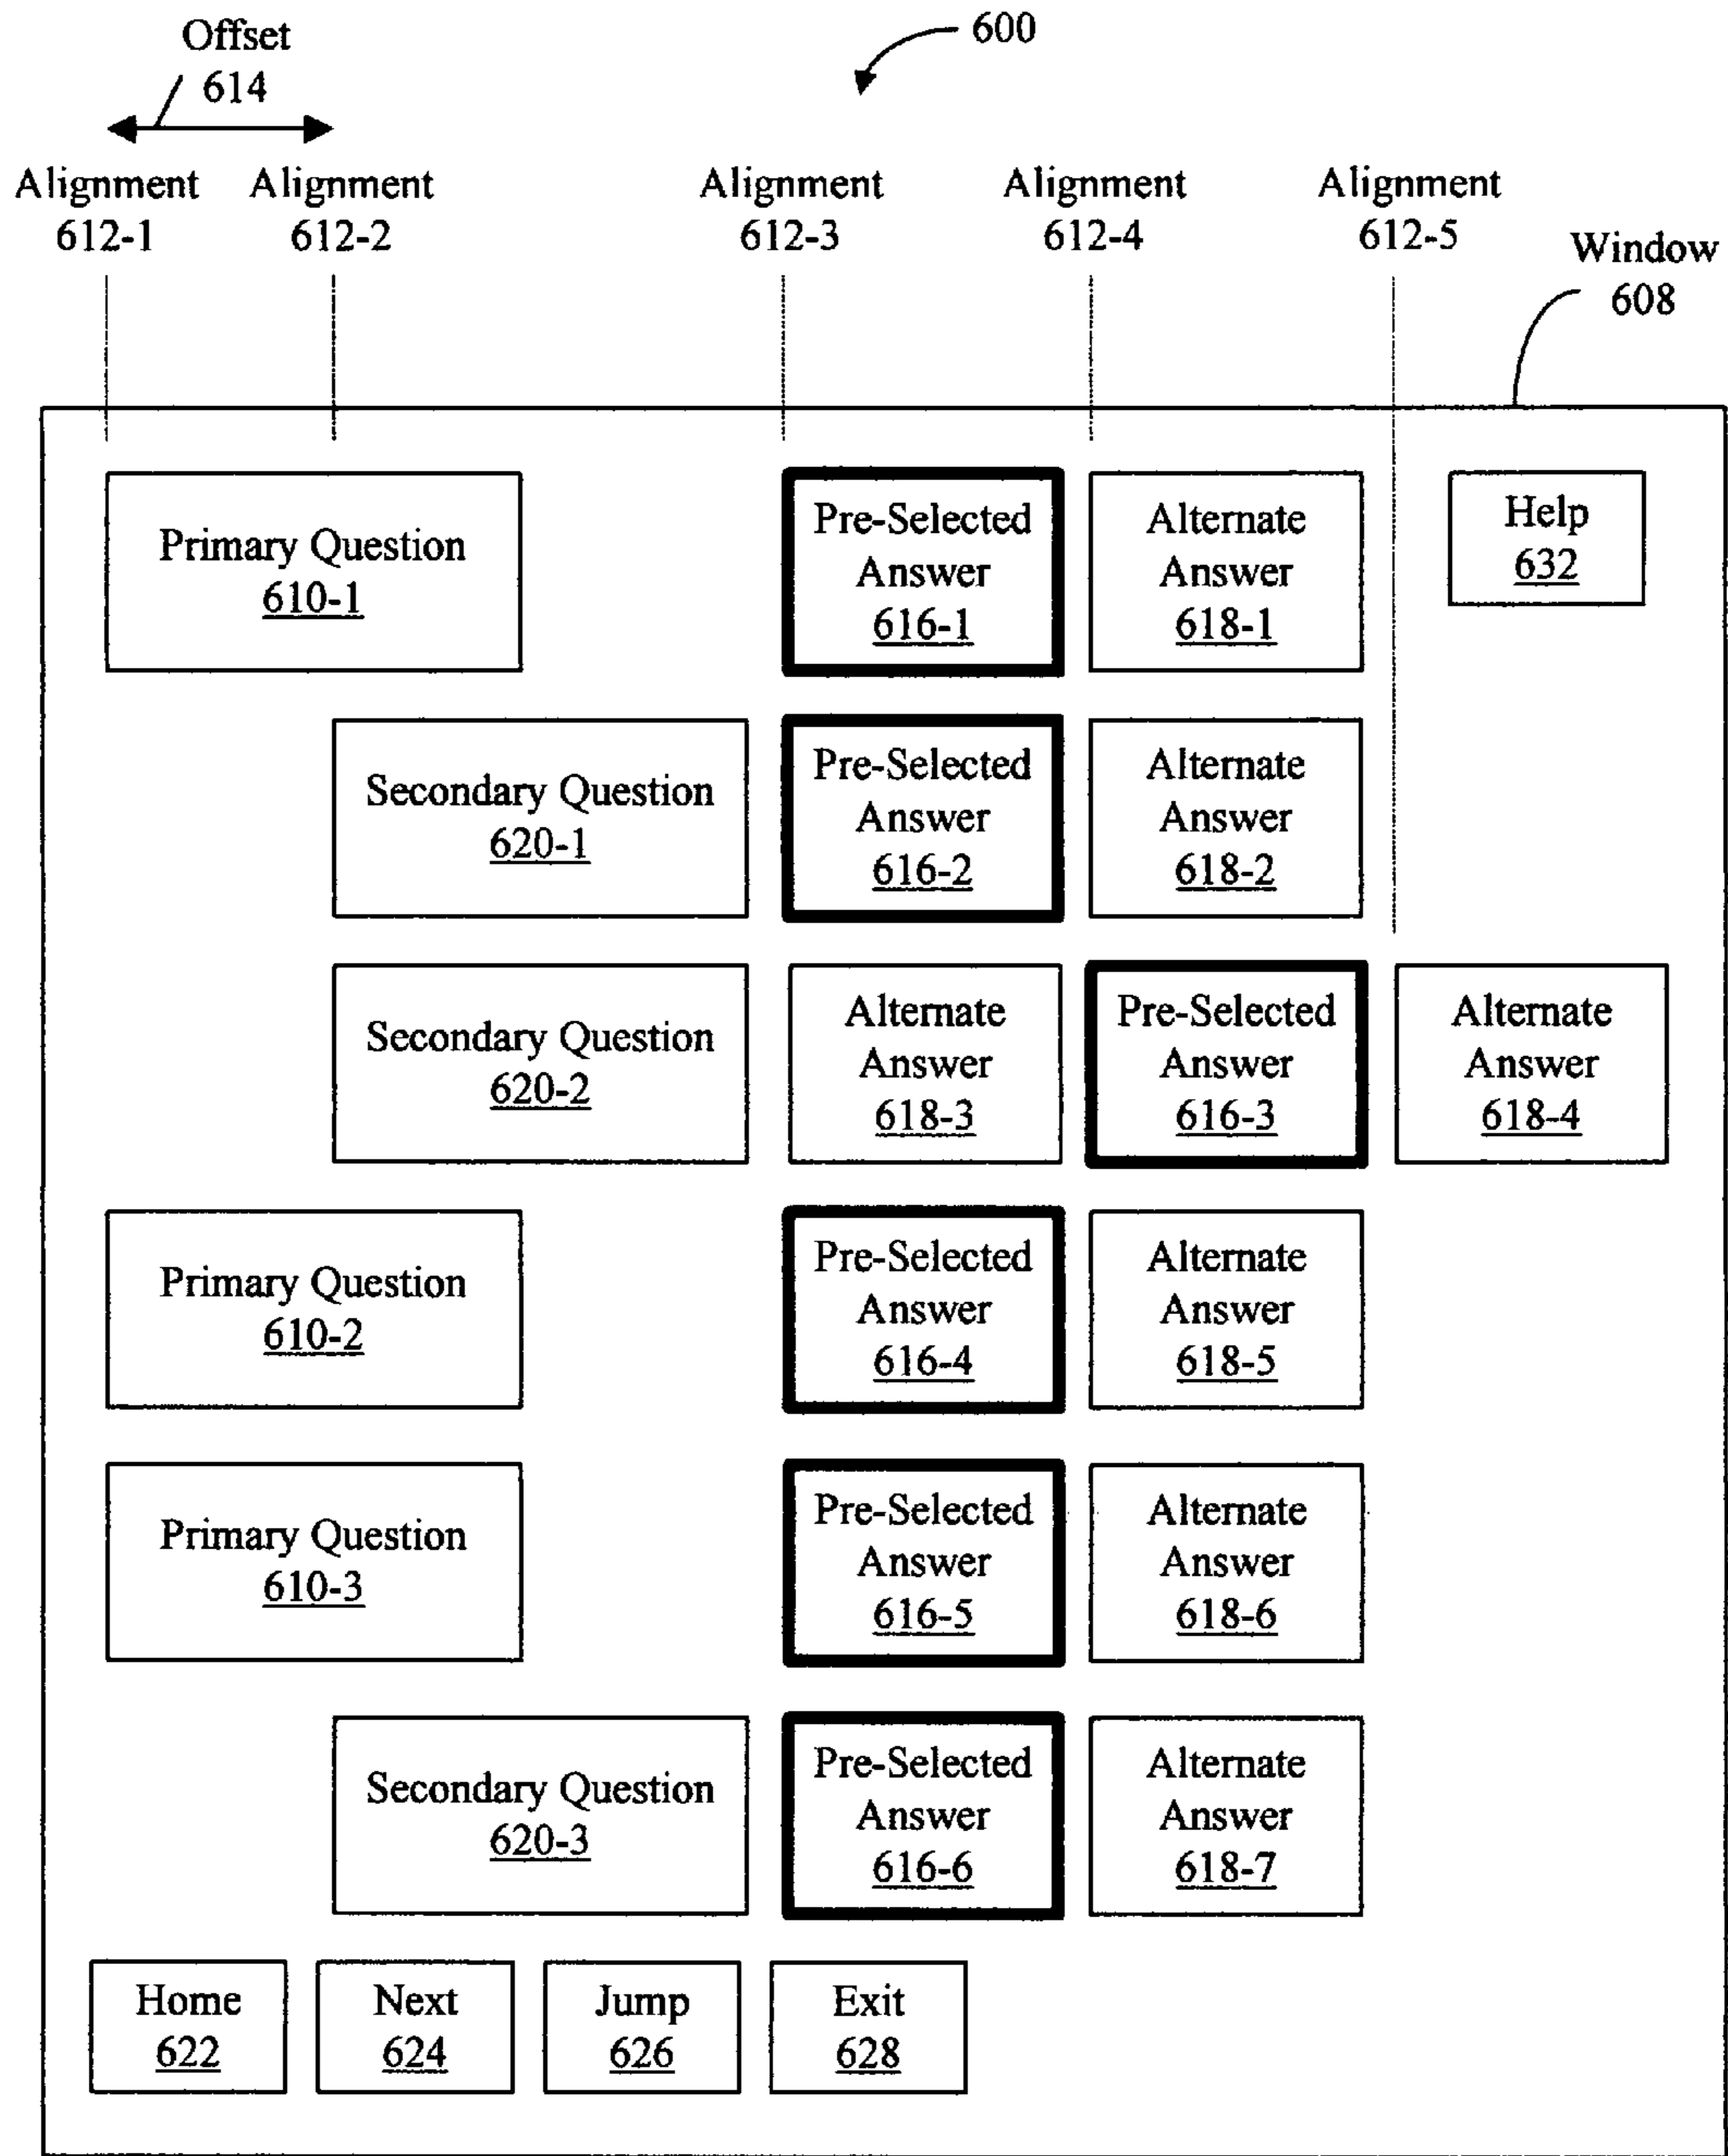 Offset
614
600
Alignment Alignment Alignment Alignment Alignment
612-1 612-2 612-3 612-4 612-5
Window
608
Primary Question
610-1
Pre-Selected
Answer
616-1
Alternate
Answer
618-1
Help
632
Secondary Question
620-1
Pre-Selected
Answer
616-2
Alternate
Answer
618-2
Secondary Question
620-2
Alternate
Answer
618-3
Pre-Selected
Answer
616-3
Alternate
Answer
618-4
Primary Question
610-2
Pre-Selected
Answer
616-4
Alternate
Answer
618-5
Primary Question
610-3
Pre-Selected
Answer
616-5
Alternate
Answer
618-6
Secondary Question
620-3
Pre-Selected
Answer
616-6
Alternate
Answer
618-7
Home
622
Next
624
Jump
626
Exit
628